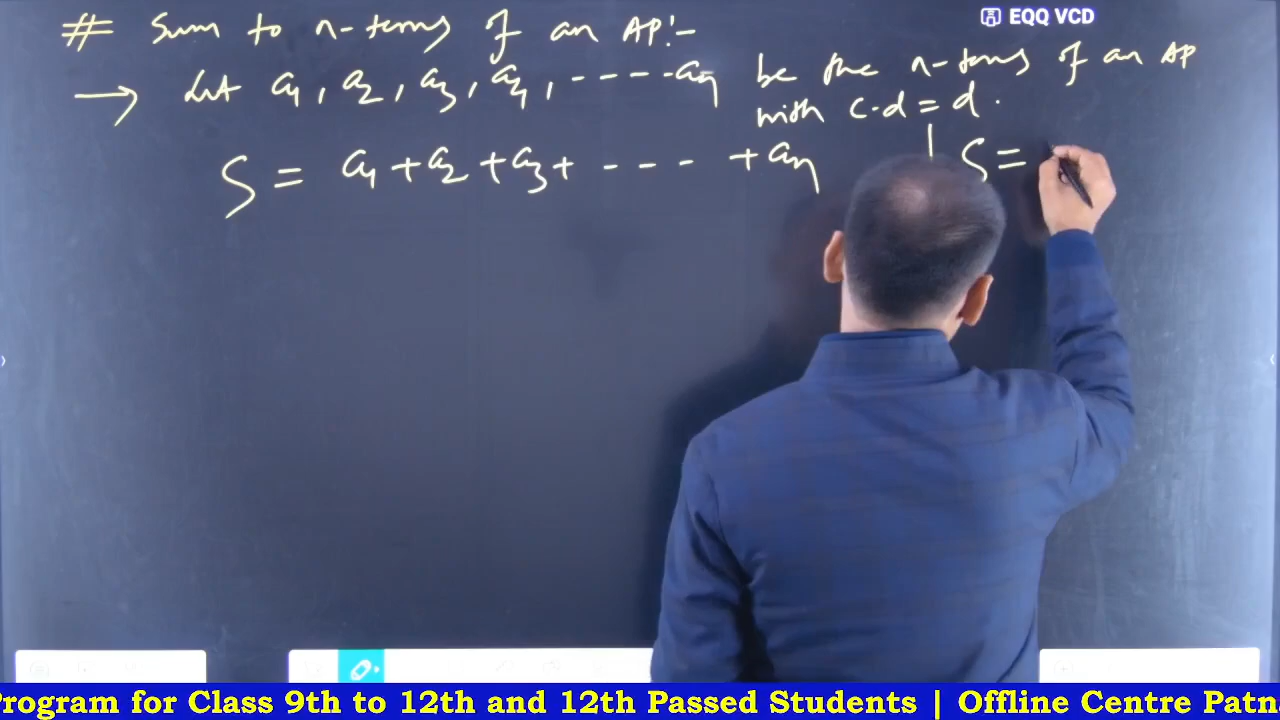 # Sum to n-terms of an AP:-
EQQ VCD
→ Let a₁, a₂, a₃, a₄, ----- aₙ be the n-terms of an AP
with c.d = d.
S = a₁ + a₂ + a₃ + - - - - + aₙ | S =
Program for Class 9th to 12th and 12th Passed Students | Offline Centre Patn